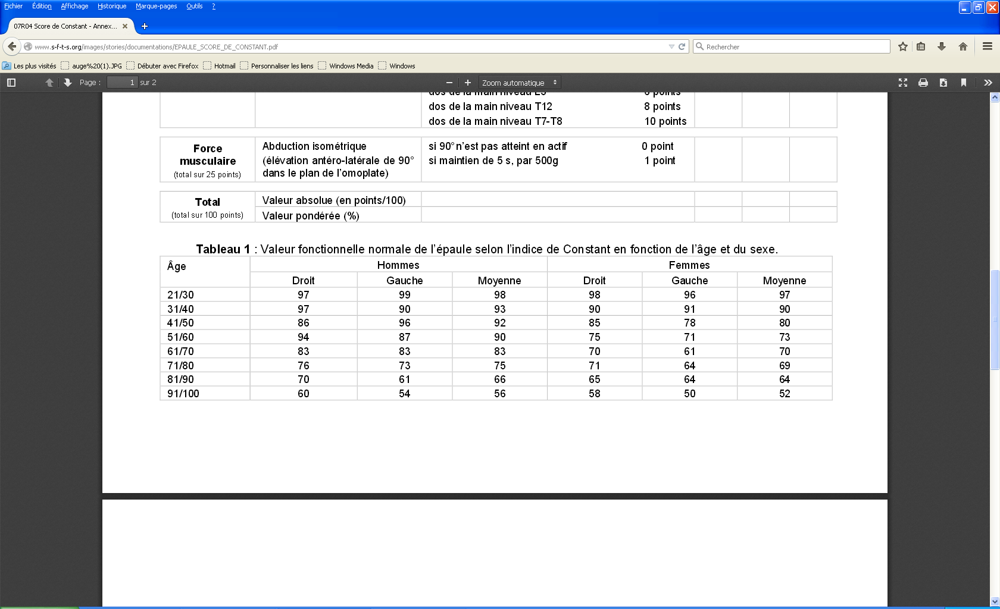 Fichier Édition Affichage Historique Marque-pages Outils ?
07R04 Score de Constant - Annex...
www.s-f-t-s.org/images/stories/documentations/EPAULE_SCORE_DE_CONSTANT.pdf Rechercher
Les plus visités auge%20(1).JPG Débuter avec Firefox Hotmail Personnaliser les liens Windows Media Windows
Page : 1 sur 2 Zoom automatique
dos de la main niveau L3 6 points
dos de la main niveau T12 8 points
dos de la main niveau T7-T8 10 points
Force musculaire
(total sur 25 points)
Abduction isométrique
(élévation antéro-latérale de 90°
dans le plan de l'omoplate)
si 90° n'est pas atteint en actif 0 point
si maintien de 5 s, par 500g 1 point
Total
(total sur 100 points)
Valeur absolue (en points/100)
Valeur pondérée (%)
Tableau 1 : Valeur fonctionnelle normale de l'épaule selon l'indice de Constant en fonction de l'âge et du sexe.
Âge Hommes Femmes
Droit Gauche Moyenne Droit Gauche Moyenne
21/30 97 99 98 98 96 97
31/40 97 90 93 90 91 90
41/50 86 96 92 85 78 80
51/60 94 87 90 75 71 73
61/70 83 83 83 70 61 70
71/80 76 73 75 71 64 69
81/90 70 61 66 65 64 64
91/100 60 54 56 58 50 52